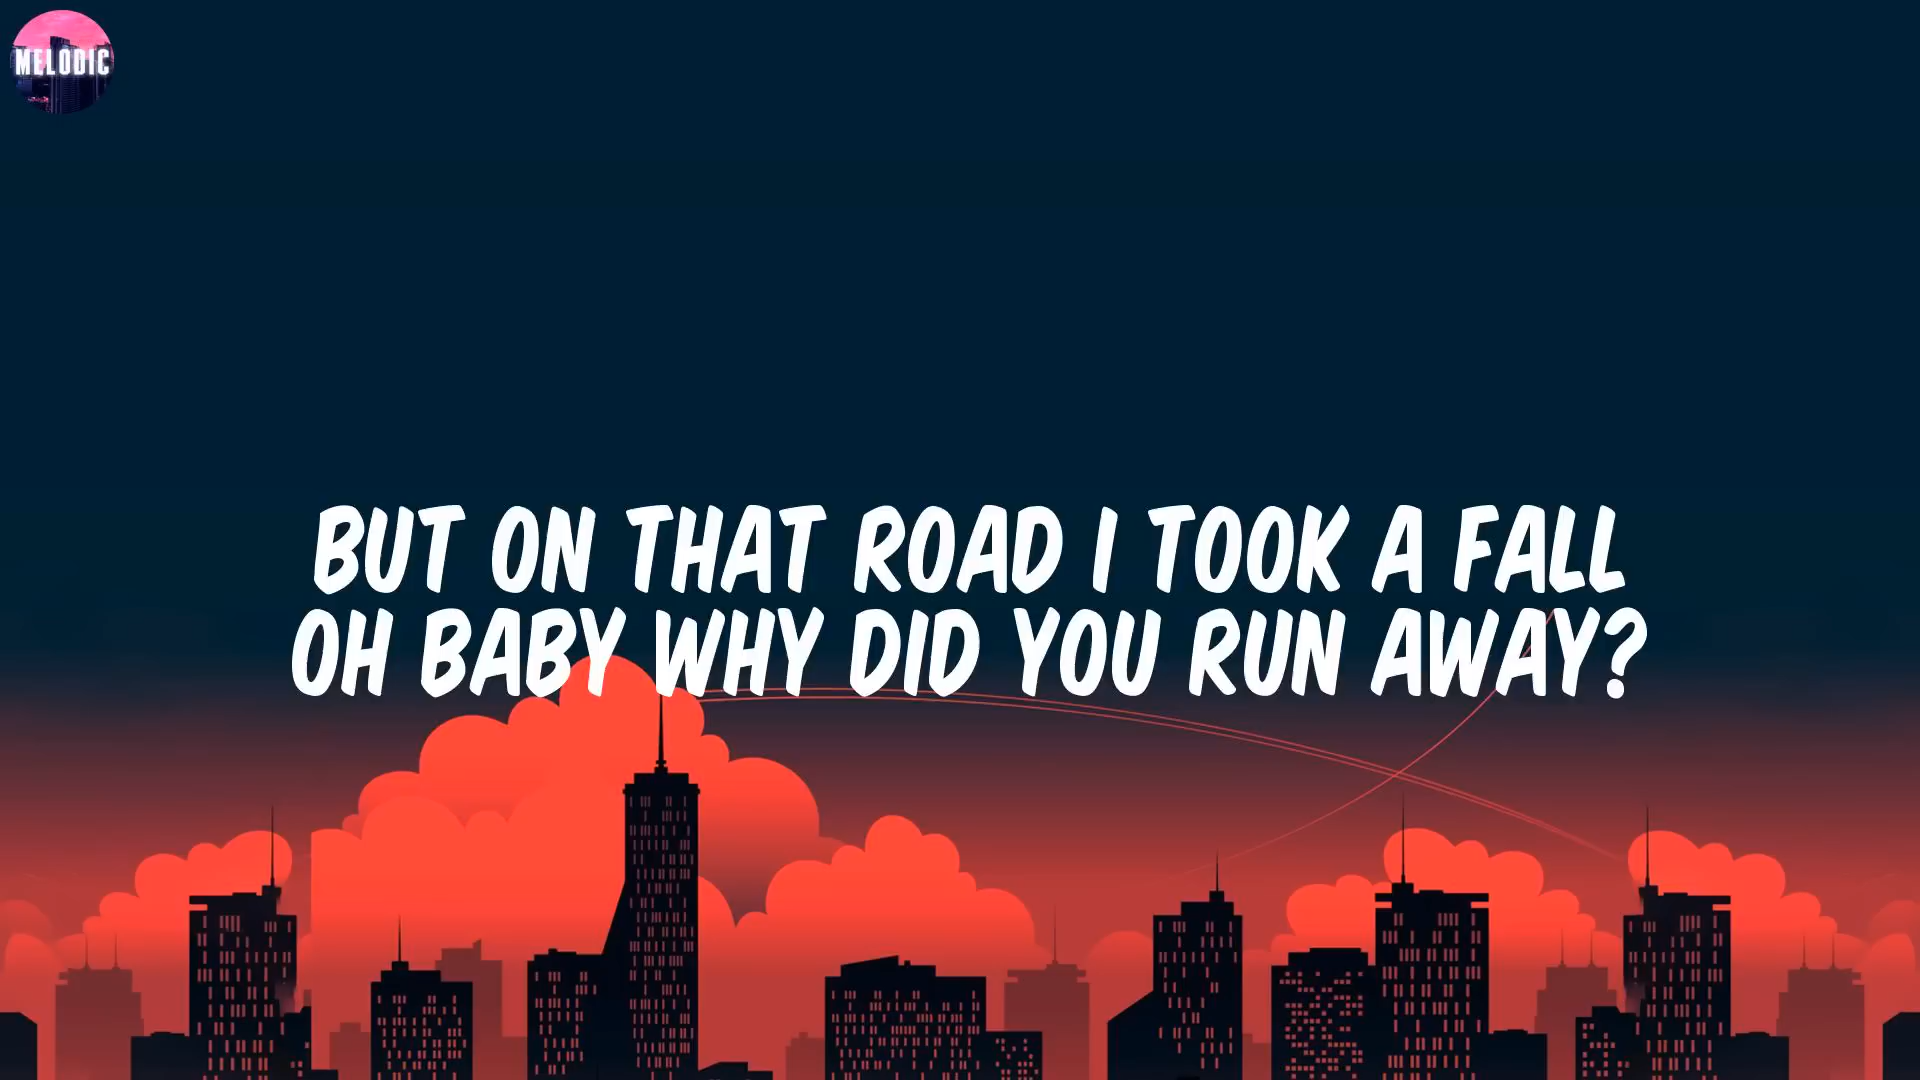 MELODIC
BUT ON THAT ROAD I TOOK A FALL
OH BABY WHY DID YOU RUN AWAY?